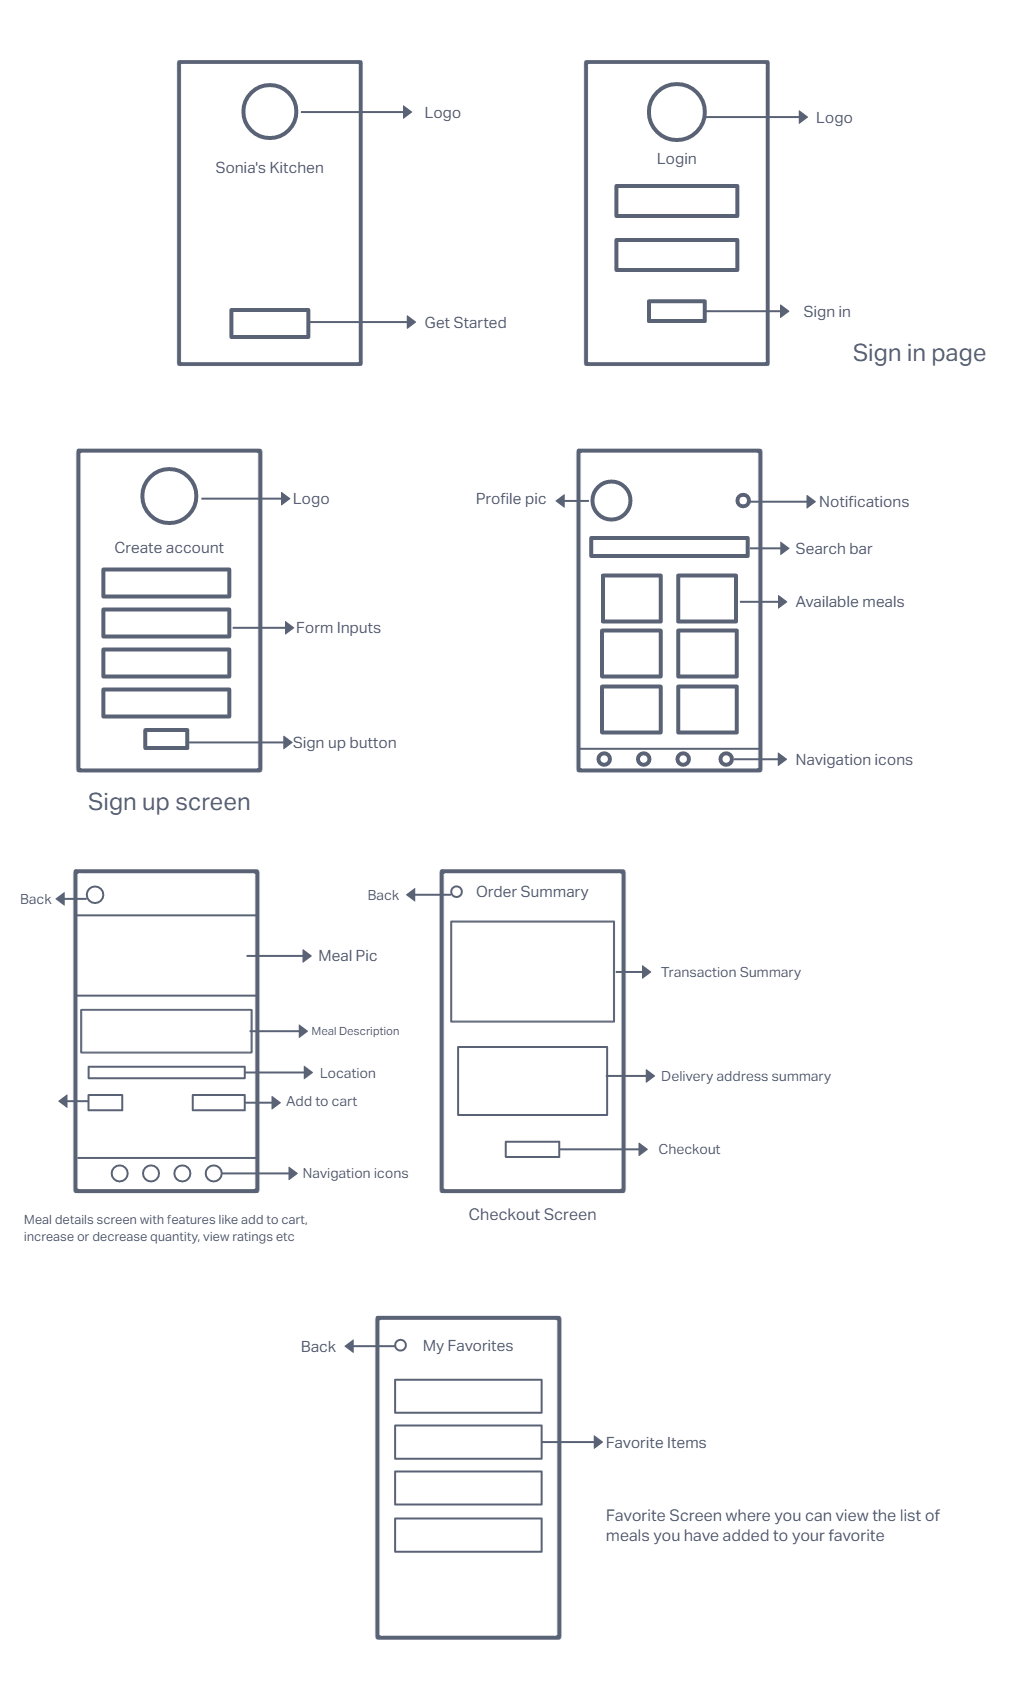 Logo
Sonia's Kitchen
Get Started
Logo
Login
Sign in
Sign in page
Logo
Create account
Form Inputs
Sign up button
Sign up screen
Profile pic
Notifications
Search bar
Available meals
Navigation icons
Back
Meal Pic
Meal Description
Location
Add to cart
Navigation icons
Meal details screen with features like add to cart,
increase or decrease quantity, view ratings etc
Back
Order Summary
Transaction Summary
Delivery address summary
Checkout
Checkout Screen
Back
My Favorites
Favorite Items
Favorite Screen where you can view the list of
meals you have added to your favorite